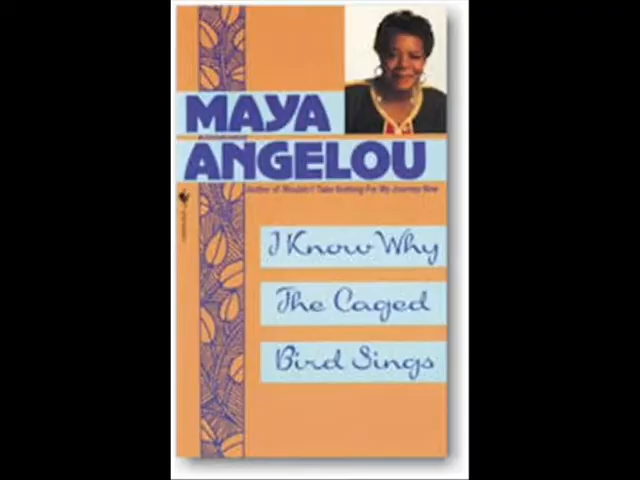 MAYA
ANGELOU
Author of Wouldn't Take Nothing For My Journey Now
I Know Why
The Caged
Bird Sings